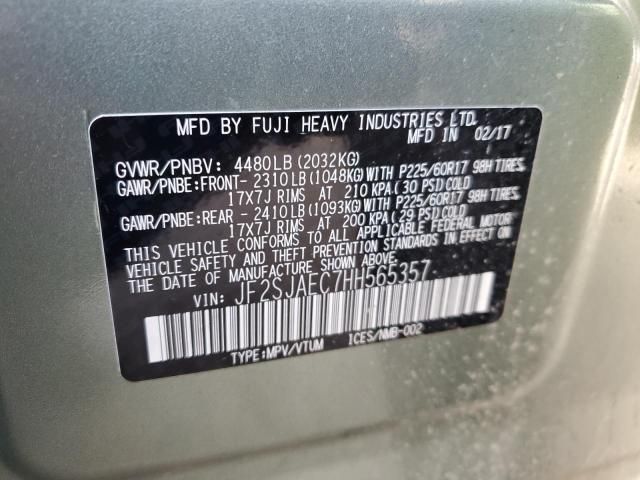 MFD BY FUJI HEAVY INDUSTRIES LTD.
MFD IN 02/17
GVWR/PNBV: 4480LB(2032KG)
GAWR/PNBE:FRONT-2310LB(1048KG)WITH P225/60R17 98H TIRES,
17X7J RIMS AT 210 KPA(30 PSI)COLD
GAWR/PNBE:REAR -2410LB(1093KG)WITH P225/60R17 98H TIRES,
17X7J RIMS AT 200 KPA(29 PSI)COLD
THIS VEHICLE CONFORMS TO ALL APPLICABLE FEDERAL MOTOR
VEHICLE SAFETY AND THEFT PREVENTION STANDARDS IN EFFECT
ON THE DATE OF MANUFACTURE SHOWN ABOVE.
VIN: JF2SJAEC7HH565357
TYPE:MPV/VTUM ICES/NMB-002